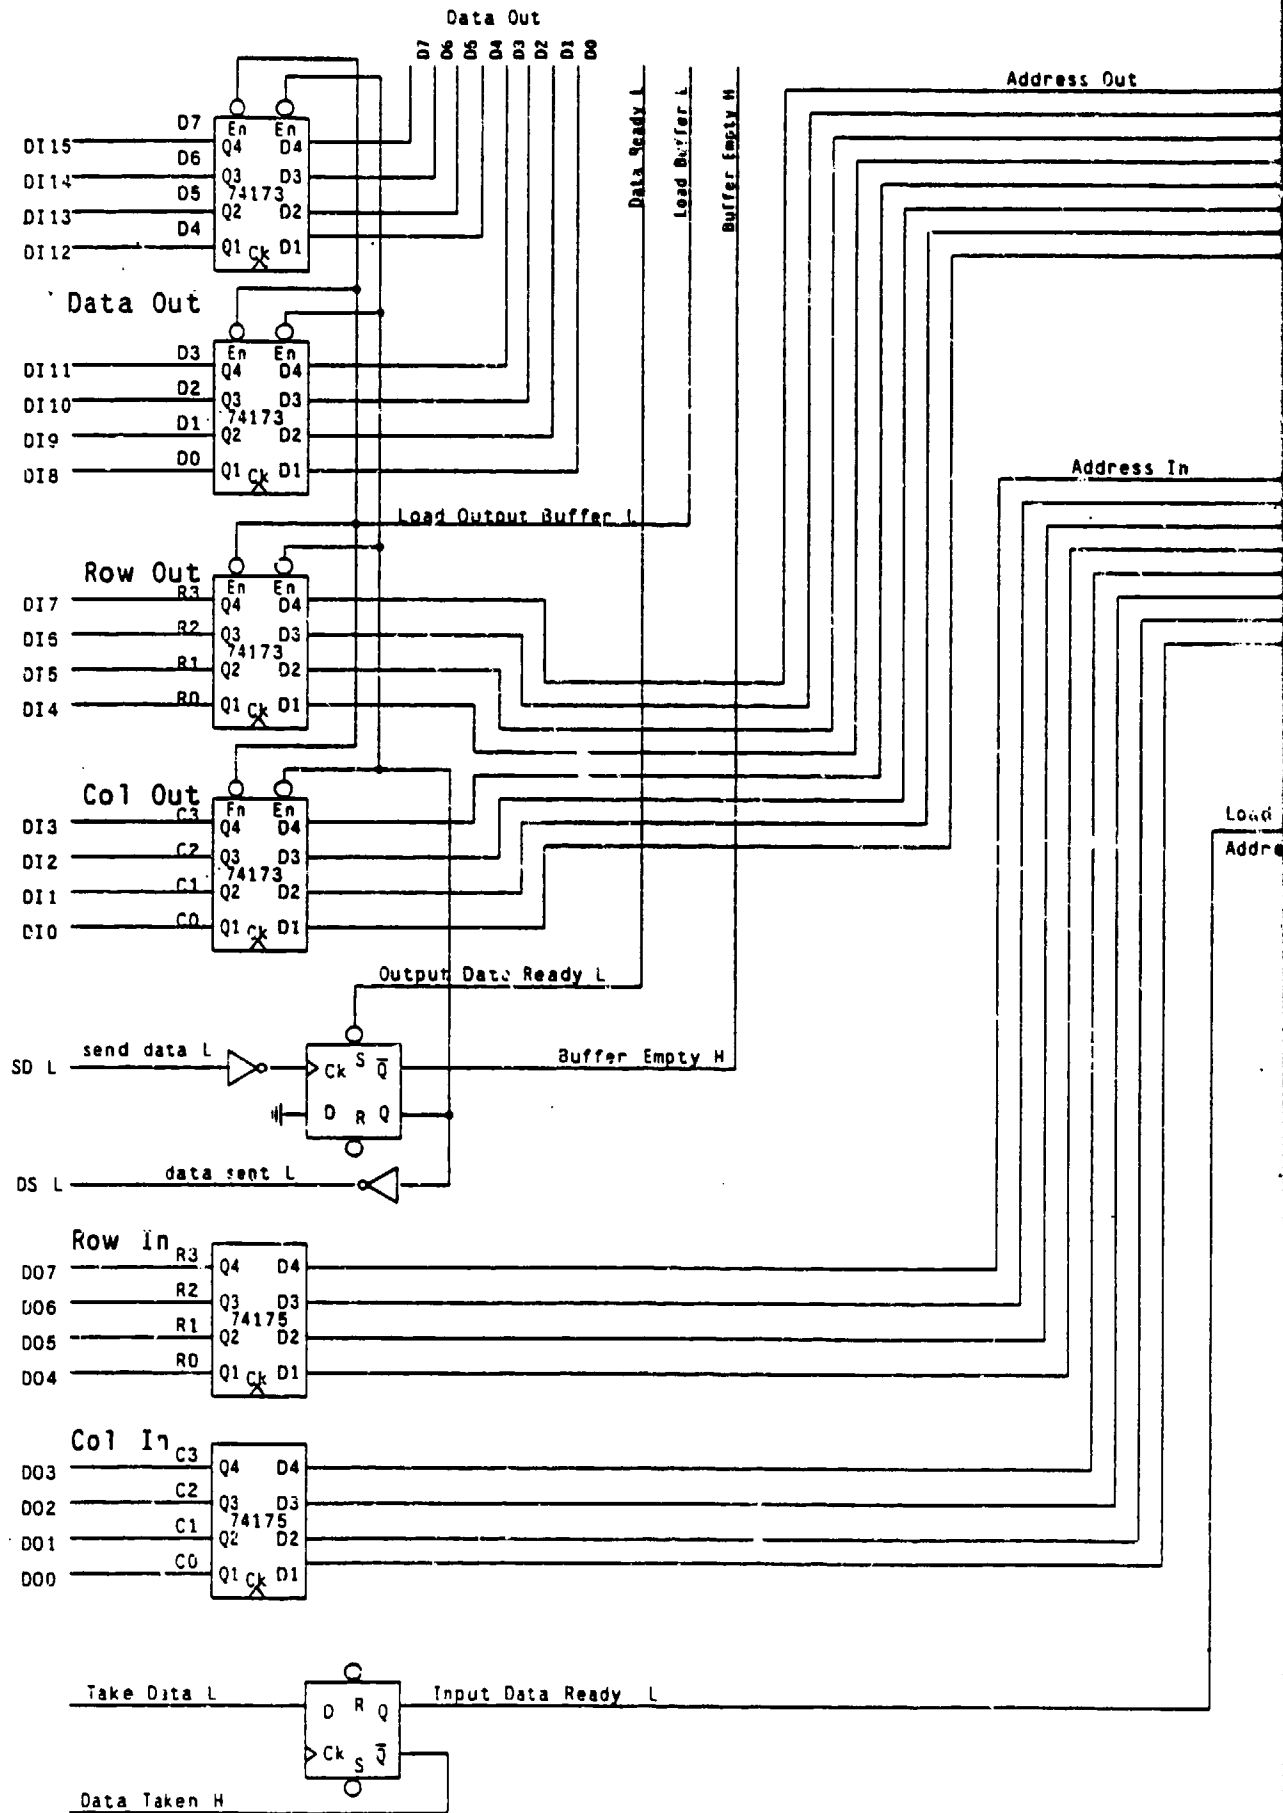 Data Out
D7 D6 D5 D4 D3 D2 D1 D0
Data Ready L
Load Buffer L
Buffer Empty H
Address Out
D7
En En
DI15 Q4 D4
D6
DI14 Q3 D3
D5 74173
DI13 Q2 D2
D4
DI12 Q1 Ck D1
Data Out
D3 En En
DI11 Q4 D4
D2
DI10 Q3 D3
D1 74173
DI9 Q2 D2
D0
DI8 Q1 Ck D1
Address In
Load Output Buffer L
Row Out
En En
DI7 R3 Q4 D4
DI6 R2 Q3 D3
74173
DI5 R1 Q2 D2
DI4 R0 Q1 Ck D1
Col Out
En En
DI3 C3 Q4 D4
DI2 C2 Q3 D3
74173
DI1 C1 Q2 D2
DI0 C0 Q1 Ck D1
Load
Addre
Output Data Ready L
SD L send data L
Ck S Q̅
Buffer Empty H
D R Q
DS L data sent L
Row In
DO7 R3 Q4 D4
DO6 R2 Q3 D3
74175
DO5 R1 Q2 D2
DO4 R0 Q1 Ck D1
Col In
DO3 C3 Q4 D4
DO2 C2 Q3 D3
74175
DO1 C1 Q2 D2
DO0 C0 Q1 Ck D1
Take Data L
D R Q
Input Data Ready L
Ck S Q̅
Data Taken H